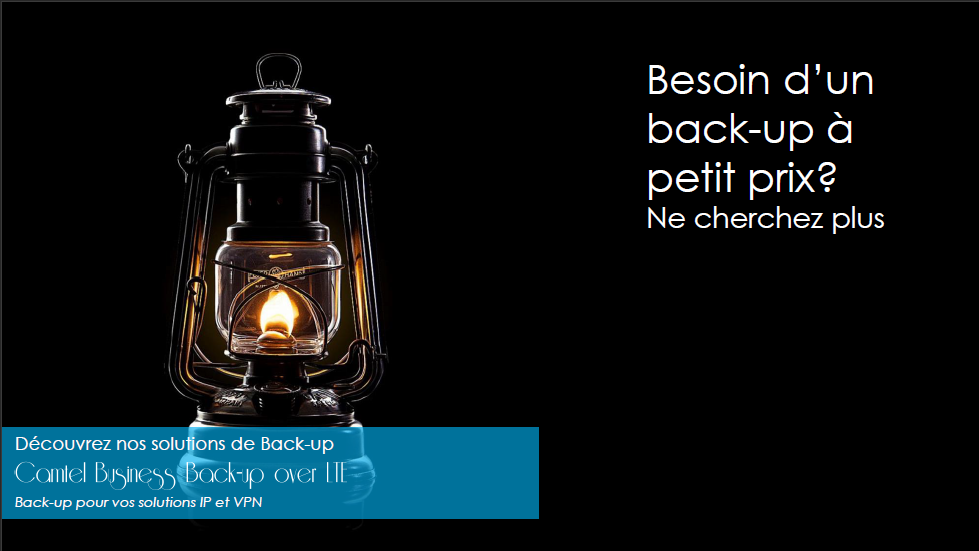 Besoin d’un
back-up à
petit prix?
Ne cherchez plus
Découvrez nos solutions de Back-up
Camtel Business Back-up over LTE
Back-up pour vos solutions IP et VPN